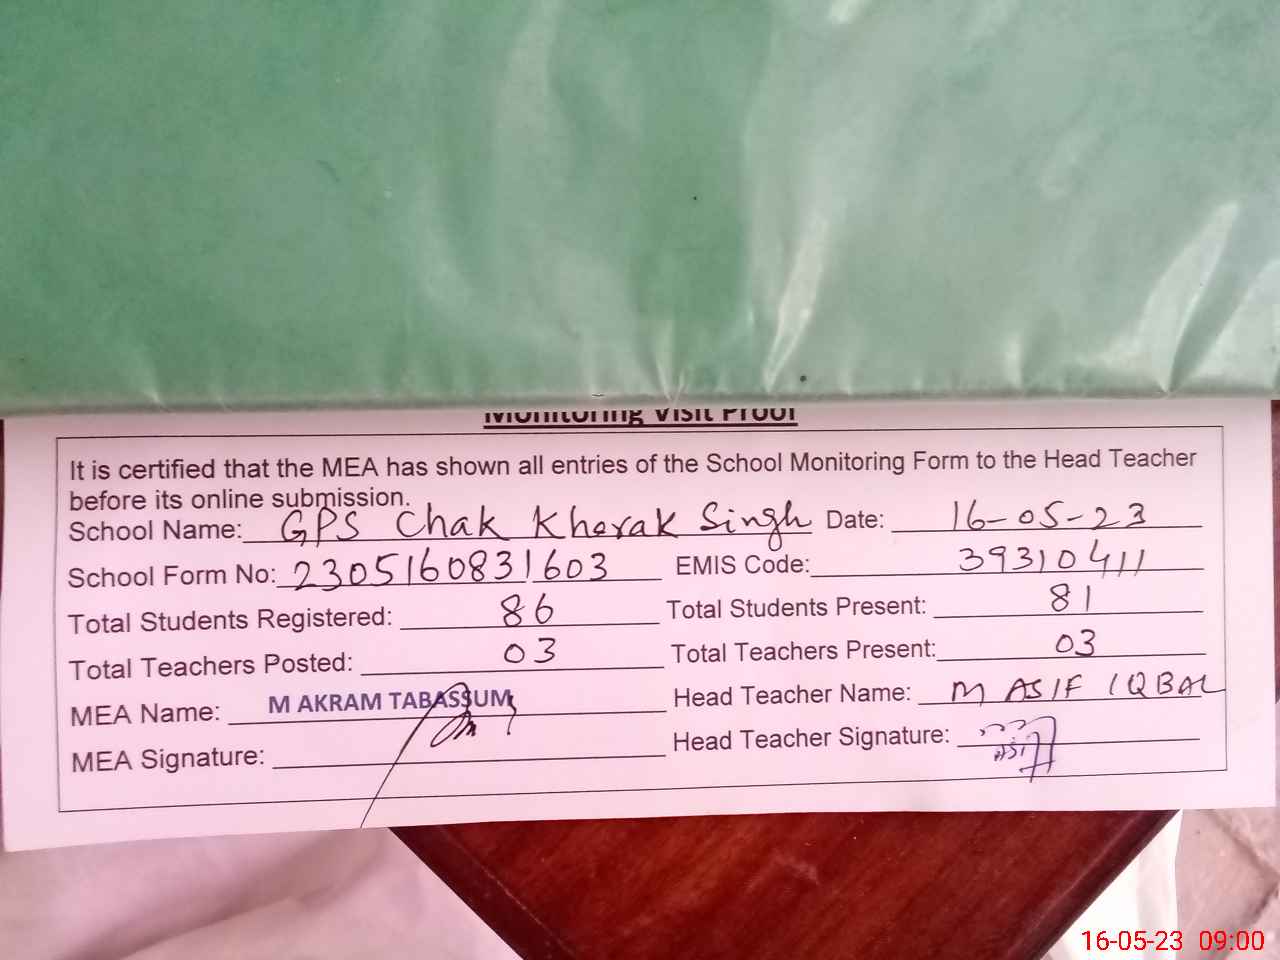 Monitoring Visit Proof
It is certified that the MEA has shown all entries of the School Monitoring Form to the Head Teacher
before its online submission.
School Name: GPS Chak Kharak Singh Date: 16-05-23
School Form No: 2305160831603 EMIS Code: 39310411
Total Students Registered: 86 Total Students Present: 81
Total Teachers Posted: 03 Total Teachers Present: 03
MEA Name: M AKRAM TABASSUM Head Teacher Name: M ASIF IQBAL
MEA Signature: Head Teacher Signature:
16-05-23 09:00